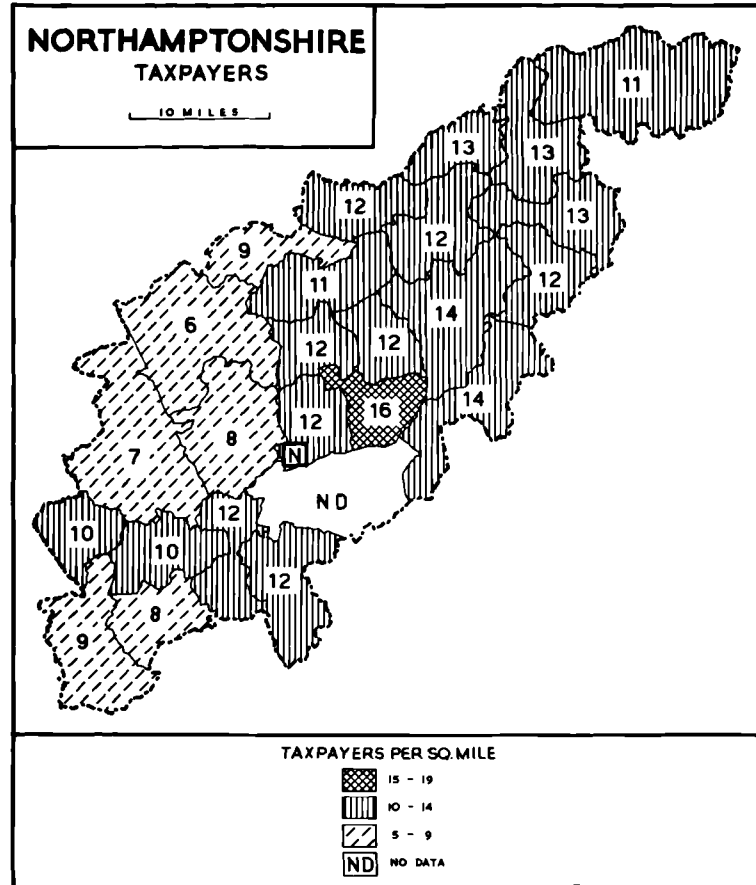 NORTHAMPTONSHIRE
TAXPAYERS
10 MILES
11
13
13
12
13
12
9
12
11
6
14
12
12
14
16
8
12
7
N
ND
12
10
10
12
8
9
TAXPAYERS PER SQ. MILE
15 - 19
10 - 14
5 - 9
ND NO DATA